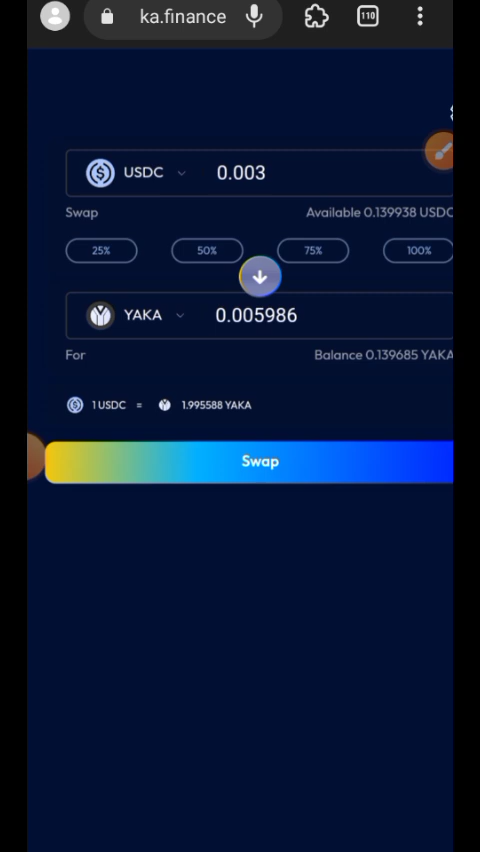 ka.finance 110
USDC 0.003
Swap Available 0.139938 USDC
25% 50% 75% 100%
YAKA 0.005986
For Balance 0.139685 YAKA
1 USDC = 1.995588 YAKA
Swap